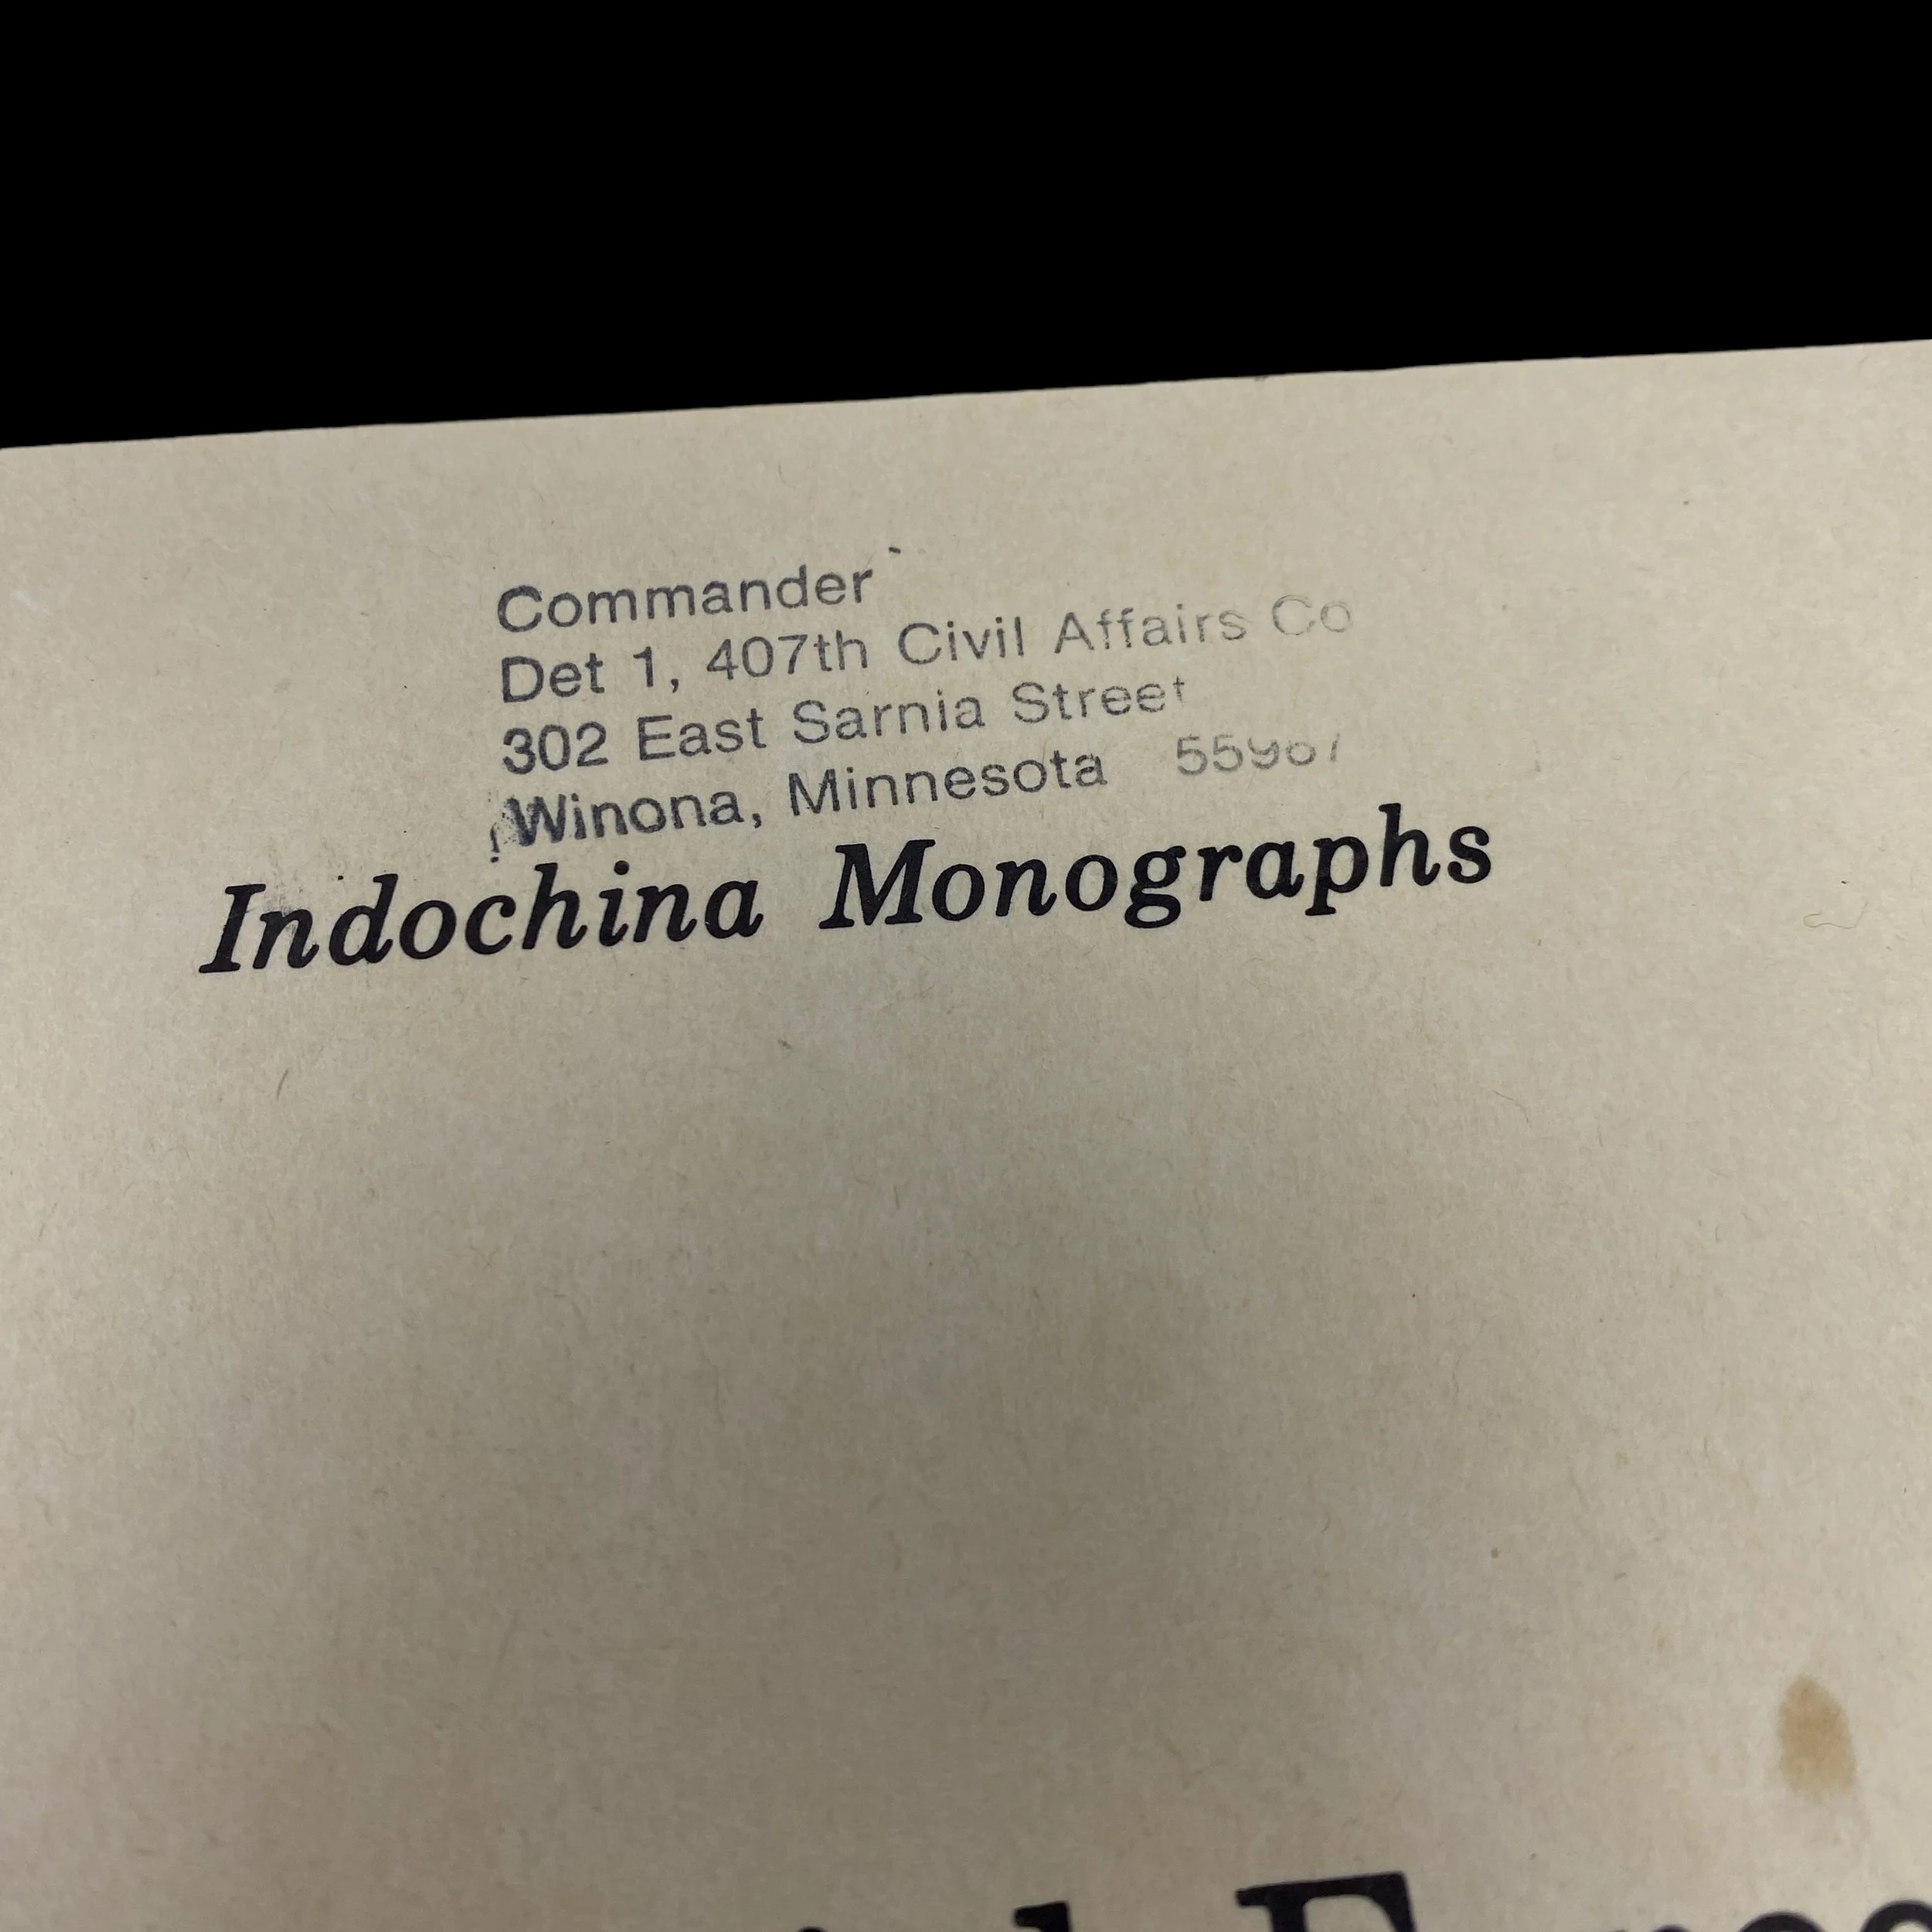 Commander
Det 1, 407th Civil Affairs Co
302 East Sarnia Street
Winona, Minnesota
Indochina Monographs